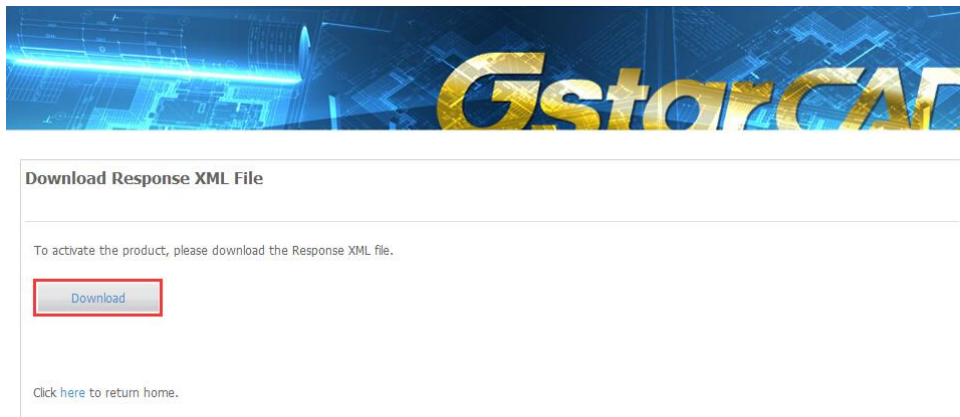 GstarCAD
Download Response XML File
To activate the product, please download the Response XML file.
Download
Click here to return home.